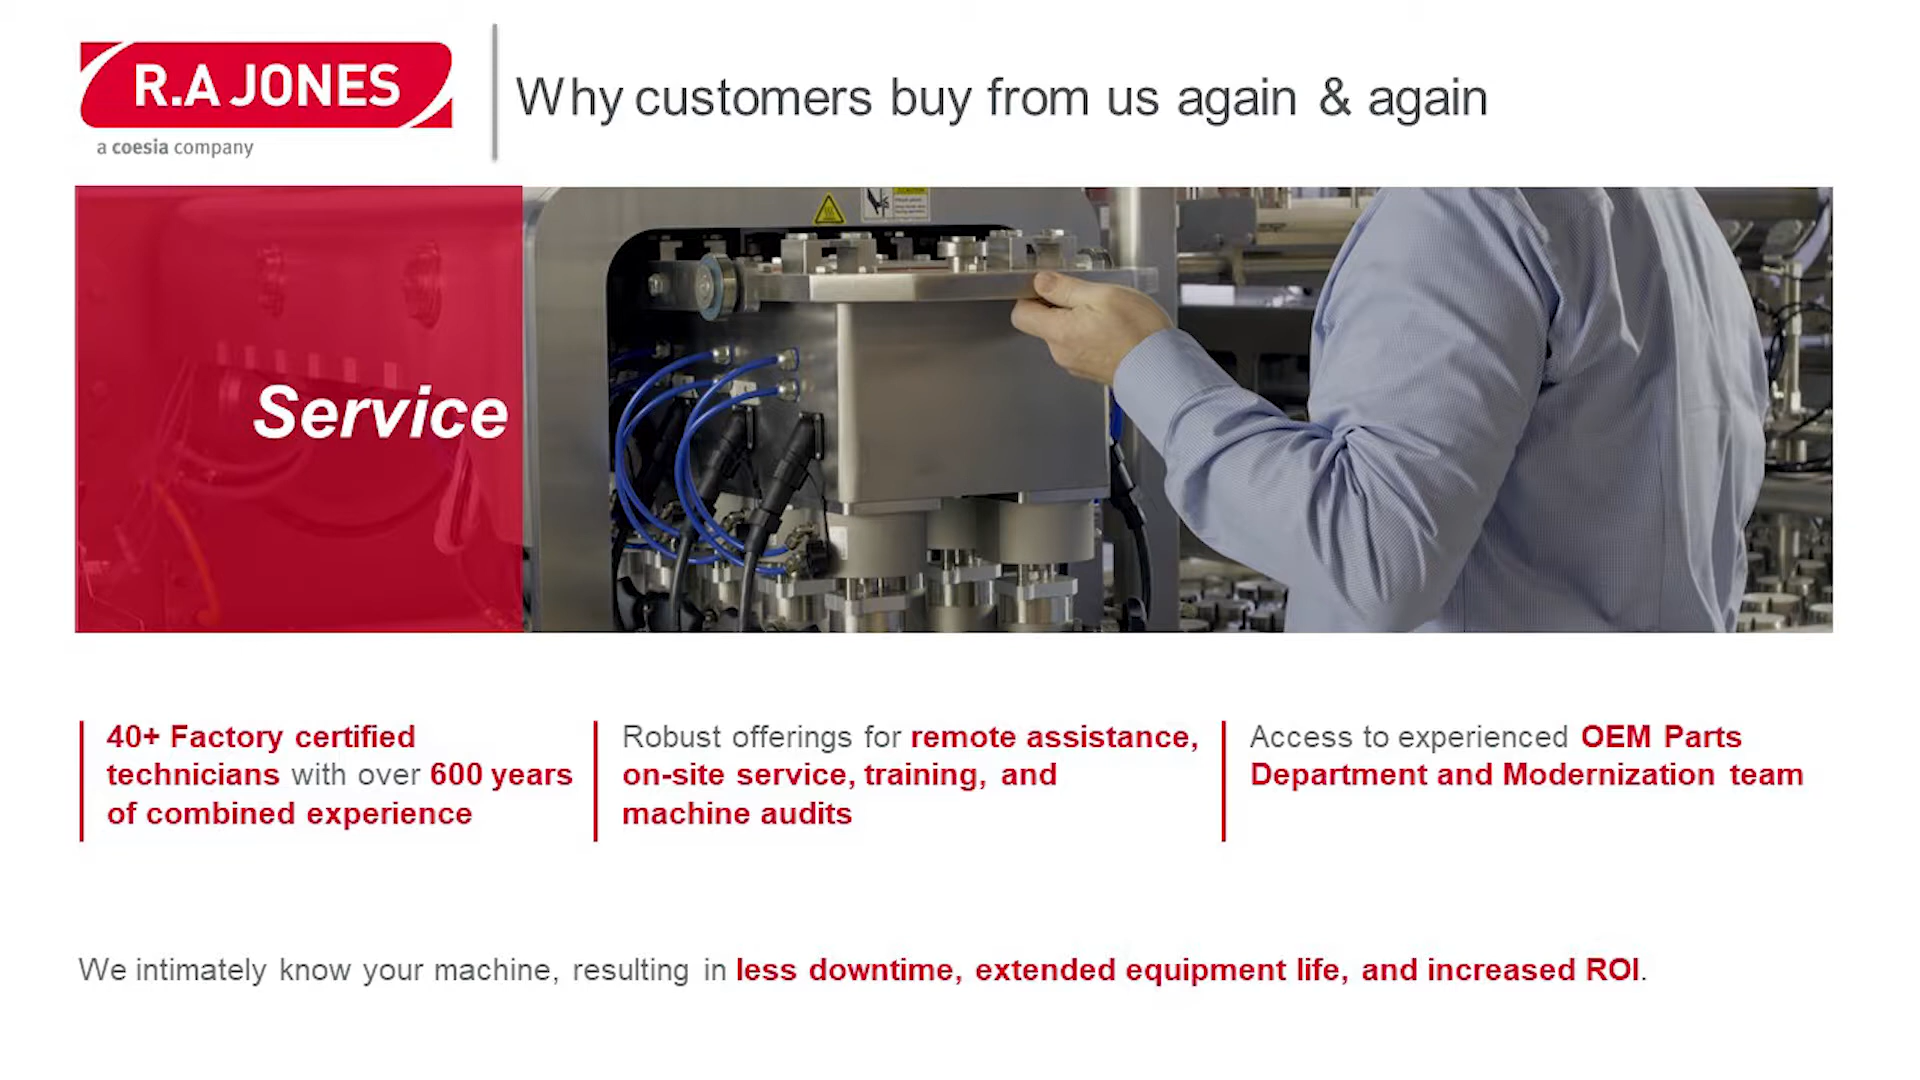 R.A JONES
a coesia company
Why customers buy from us again & again
Service
40+ Factory certified
technicians with over 600 years
of combined experience
Robust offerings for remote assistance,
on-site service, training, and
machine audits
Access to experienced OEM Parts
Department and Modernization team
We intimately know your machine, resulting in less downtime, extended equipment life, and increased ROI.